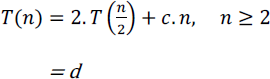 T(n) = 2.T(n/2) + c.n, n ≥ 2
= d